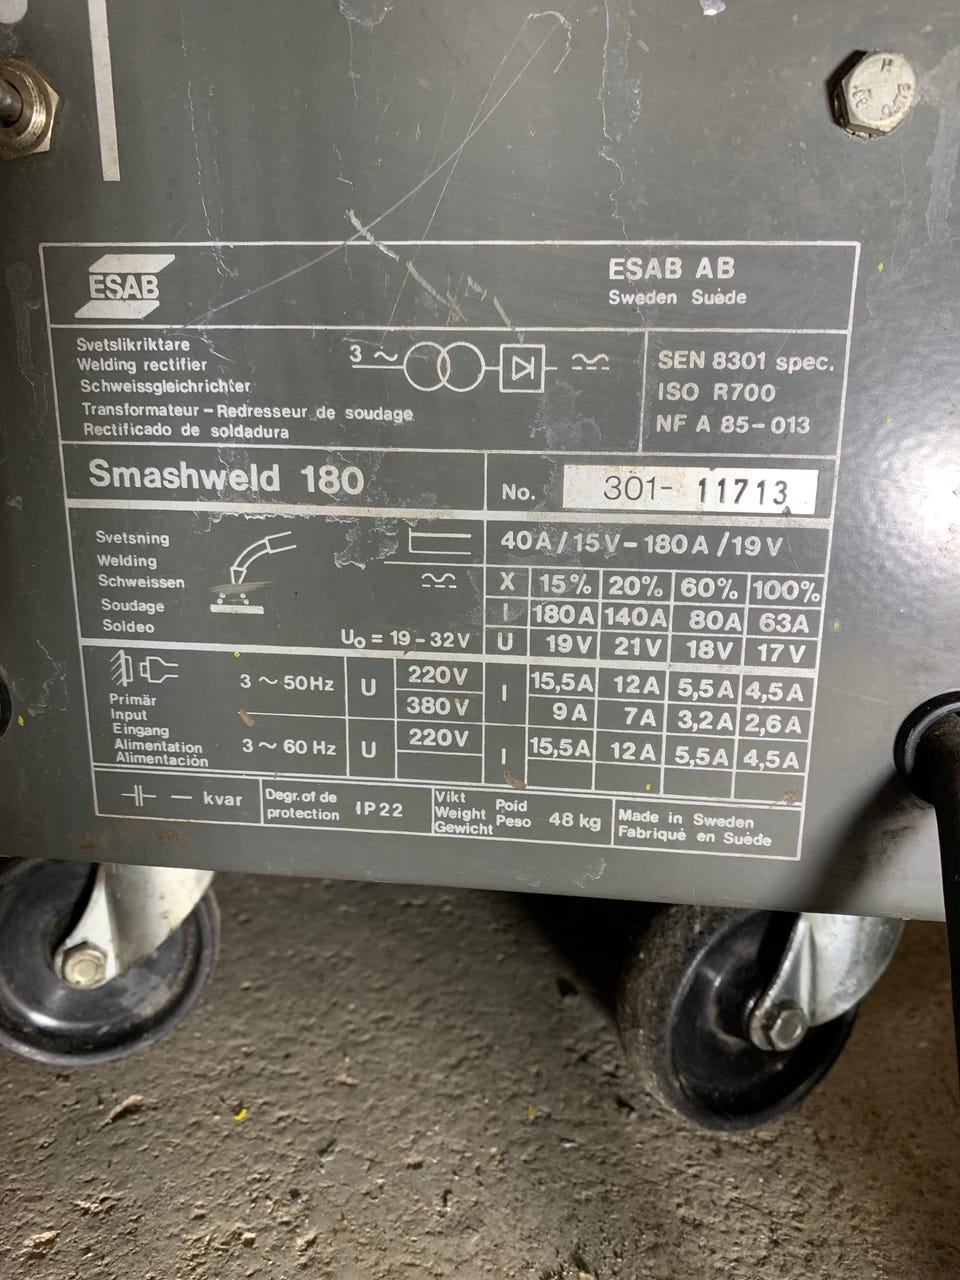 ESAB
ESAB AB
Sweden Suède
Svetslikriktare
Welding rectifier
Schweissgleichrichter
Transformateur - Redresseur de soudage
Rectificado de soldadura
3 ~
SEN 8301 spec.
ISO R700
NF A 85-013
Smashweld 180
No. 301- 11713
Svetsning
Welding
Schweissen
Soudage
Soldeo
U₀ = 19 - 32V
40A/15V - 180A/19V
X 15% 20% 60% 100%
I 180A 140A 80A 63A
U 19V 21V 18V 17V
Primär
Input
Eingang
Alimentation
Alimentación
3 ~ 50Hz U 220V I 15,5A 12A 5,5A 4,5A
380V 9A 7A 3,2A 2,6A
3 ~ 60 Hz U 220V I 15,5A 12A 5,5A 4,5A
— kvar
Degr. of de
protection IP22
Vikt Poid
Weight Peso 48 kg
Gewicht
Made in Sweden
Fabriqué en Suède